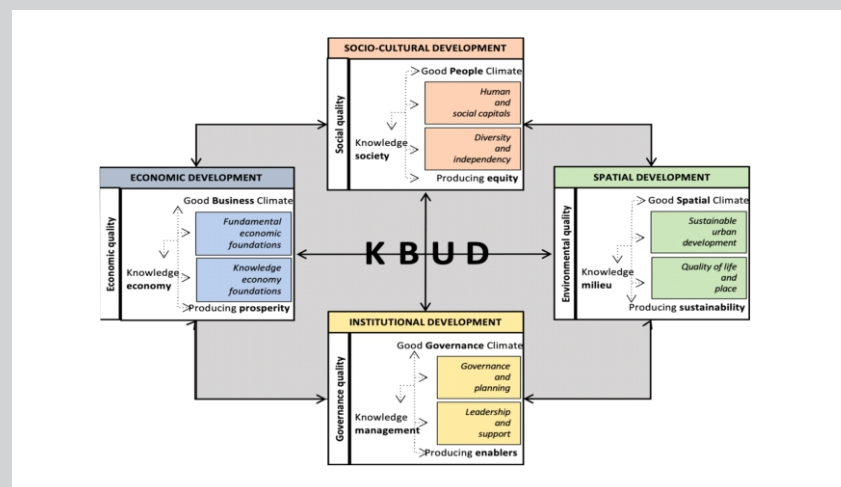 SOCIO-CULTURAL DEVELOPMENT
Social quality
Good People Climate
Human
and
social capitals
Knowledge
society
Diversity
and
independency
Producing equity
ECONOMIC DEVELOPMENT
Economic quality
Good Business Climate
Fundamental
economic
foundations
Knowledge
economy
Knowledge
economy
foundations
Producing prosperity
KBUD
SPATIAL DEVELOPMENT
Environmental quality
Good Spatial Climate
Sustainable
urban
development
Knowledge
milieu
Quality of life
and
place
Producing sustainability
INSTITUTIONAL DEVELOPMENT
Governance quality
Good Governance Climate
Governance
and
planning
Knowledge
management
Leadership
and
support
Producing enablers